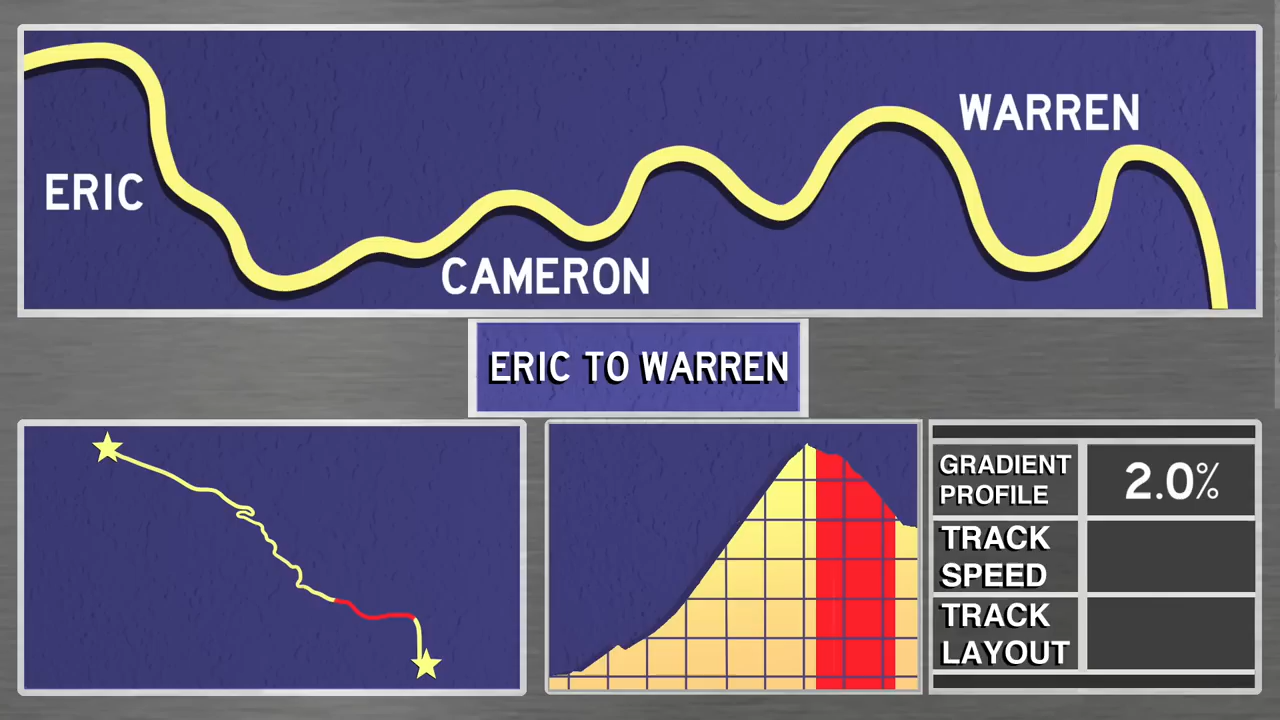 WARREN
ERIC
CAMERON
ERIC TO WARREN
GRADIENT
PROFILE
2.0%
TRACK
SPEED
TRACK
LAYOUT